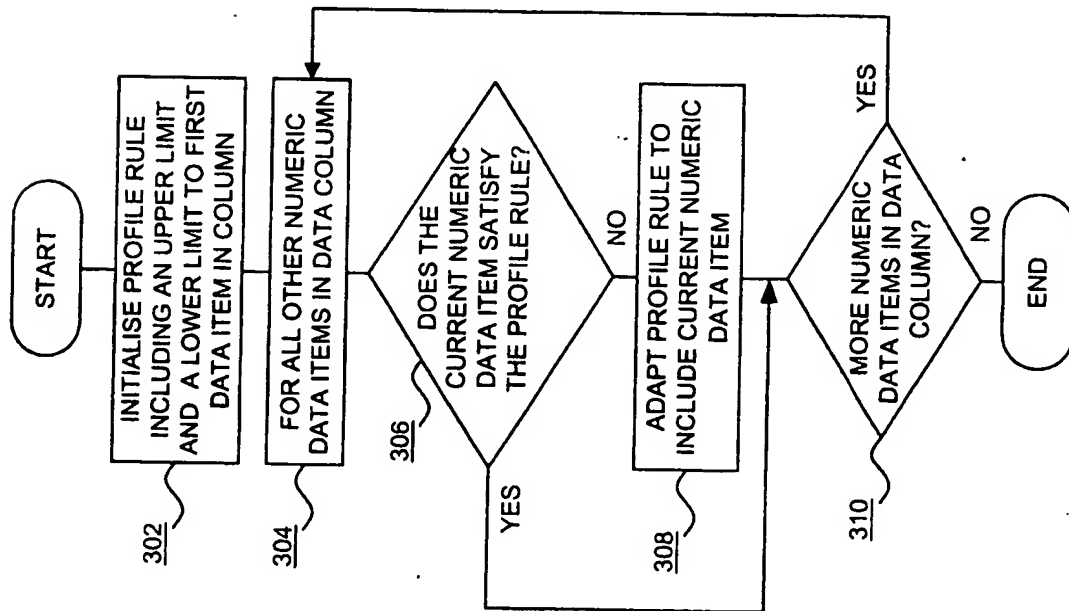 START
INITIALISE PROFILE RULE
INCLUDING AN UPPER LIMIT
AND A LOWER LIMIT TO FIRST
DATA ITEM IN COLUMN
302
FOR ALL OTHER NUMERIC
DATA ITEMS IN DATA COLUMN
304
DOES THE
CURRENT NUMERIC
DATA ITEM SATISFY
THE PROFILE RULE?
306
YES
NO
ADAPT PROFILE RULE TO
INCLUDE CURRENT NUMERIC
DATA ITEM
308
MORE NUMERIC
DATA ITEMS IN DATA
COLUMN?
310
YES
NO
END